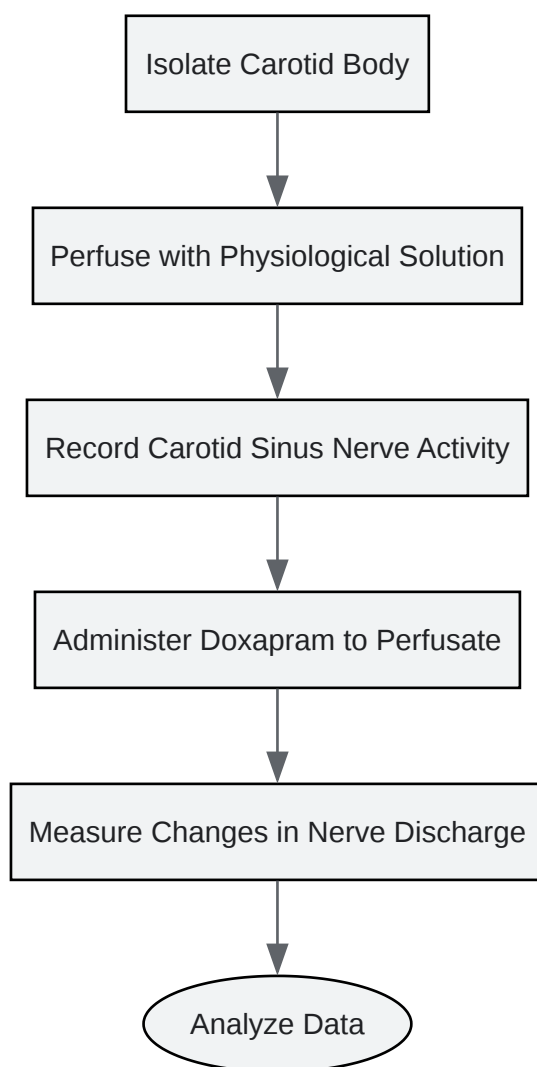 Isolate Carotid Body
Perfuse with Physiological Solution
Record Carotid Sinus Nerve Activity
Administer Doxapram to Perfusate
Measure Changes in Nerve Discharge
Analyze Data